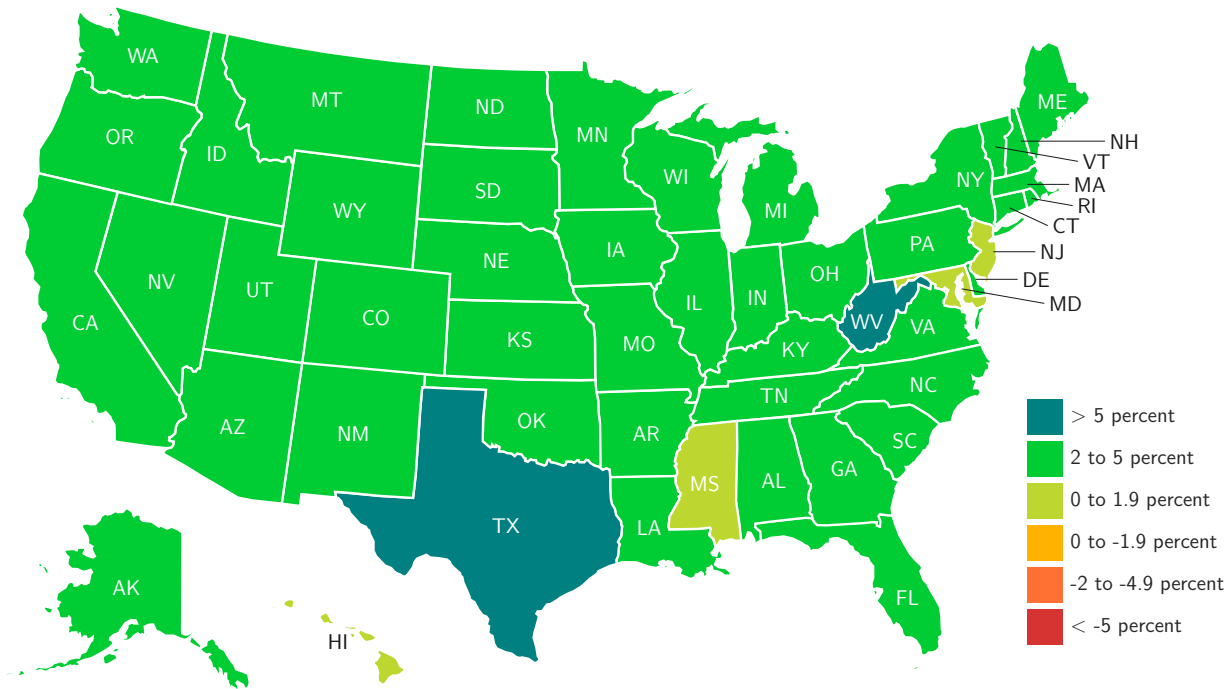 WA
MT
ND
MN
ME
OR
ID
NH
VT
WI
SD
NY
MA
MI
RI
WY
CT
PA
IA
NJ
NE
OH
NV
DE
UT
IN
IL
MD
CO
WV
CA
VA
KS
MO
KY
NC
TN
> 5 percent
OK
AZ
NM
AR
SC
2 to 5 percent
GA
AL
MS
0 to 1.9 percent
TX
LA
0 to -1.9 percent
AK
-2 to -4.9 percent
FL
< -5 percent
HI